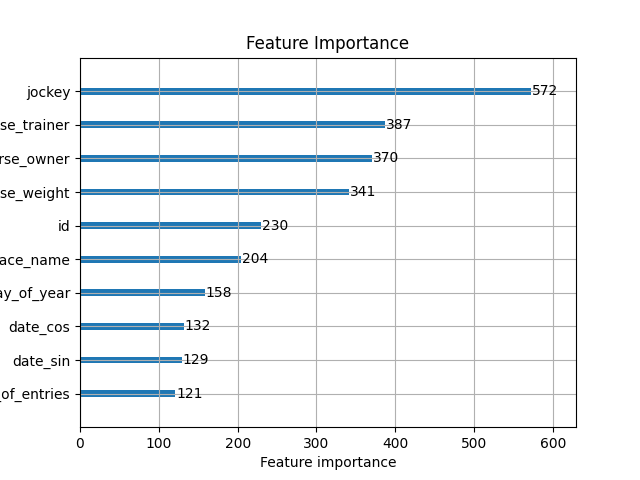 Feature Importance
jockey 572
se_trainer 387
rse_owner 370
se_weight 341
id 230
ace_name 204
ay_of_year 158
date_cos 132
date_sin 129
_of_entries 121
0 100 200 300 400 500 600
Feature importance